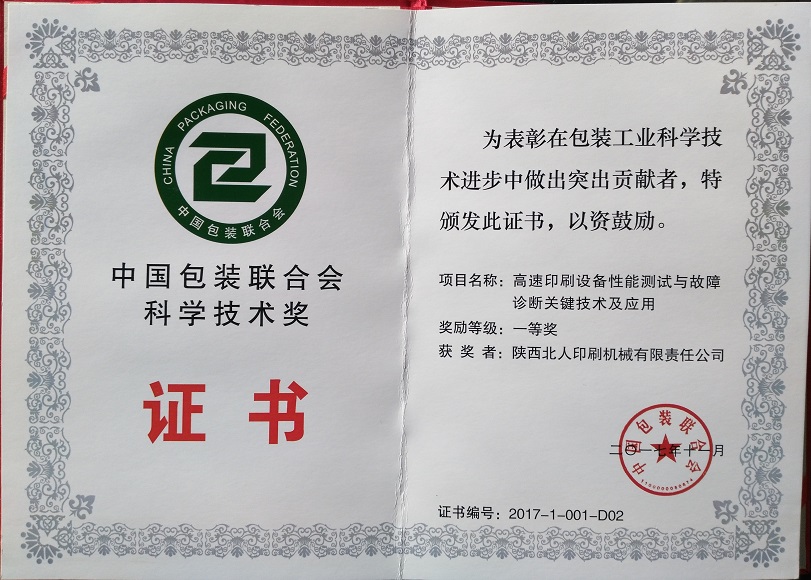 CHINA PACKAGING FEDERATION
中国包装联合会
中国包装联合会
科学技术奖
证书
为表彰在包装工业科学技
术进步中做出突出贡献者，特
颁发此证书，以资鼓励。
项目名称：高速印刷设备性能测试与故障
诊断关键技术及应用
奖励等级：一等奖
获奖者：陕西北人印刷机械有限责任公司
中国包装联合会
二〇一七年十一月
证书编号：2017-1-001-D02